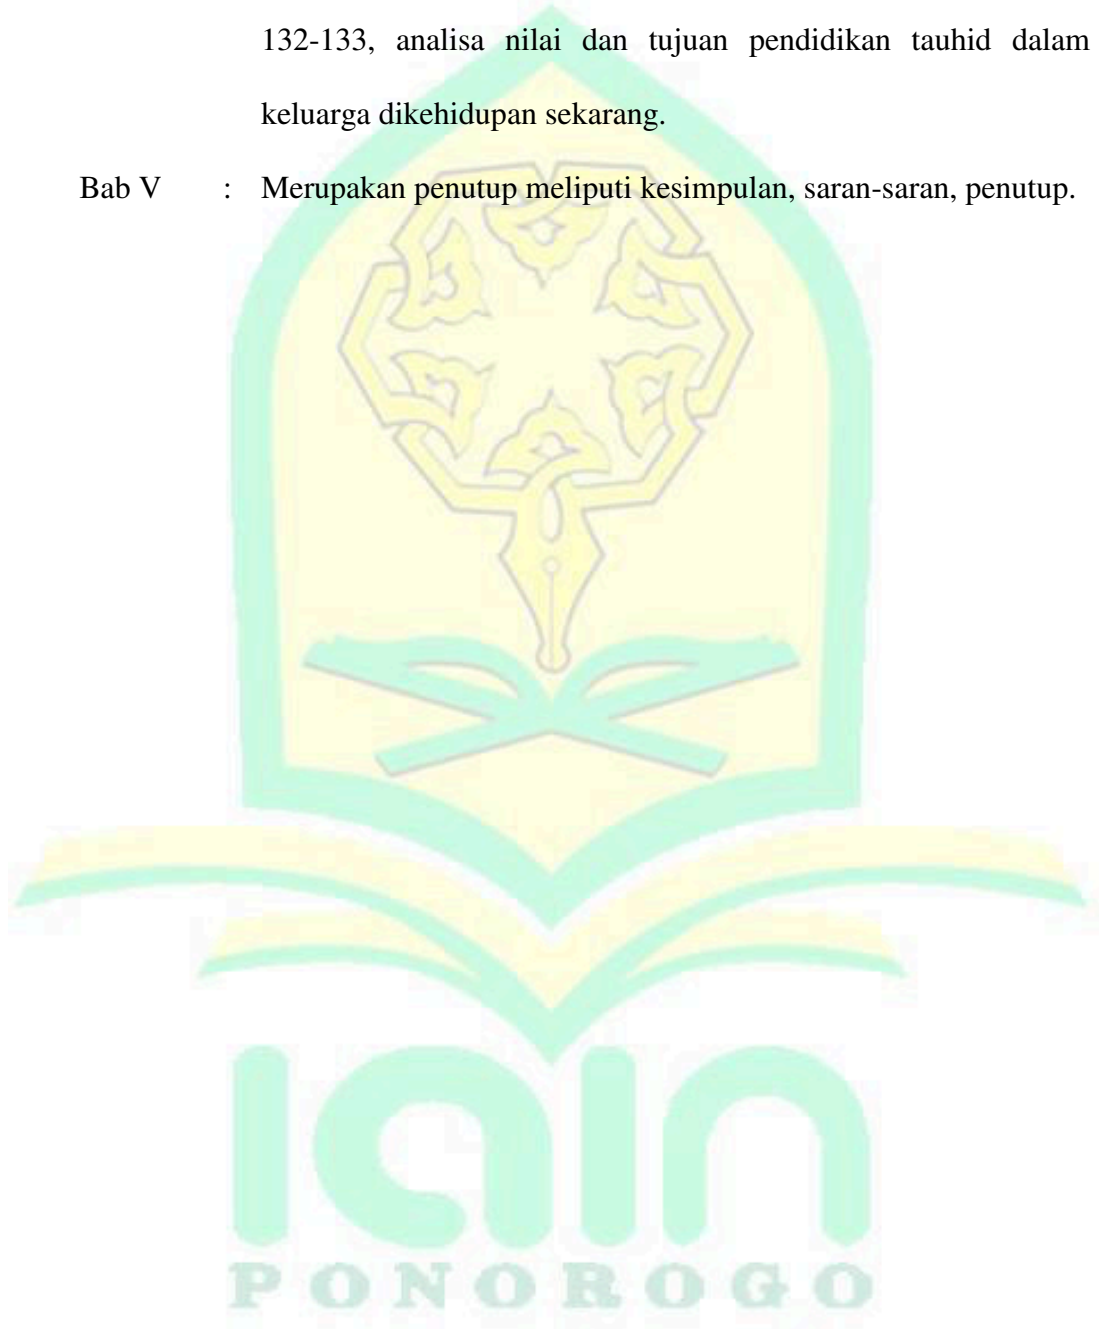 132-133, analisa nilai dan tujuan pendidikan tauhid dalam
keluarga dikehidupan sekarang.
Bab V : Merupakan penutup meliputi kesimpulan, saran-saran, penutup.
iain
PONOROGO